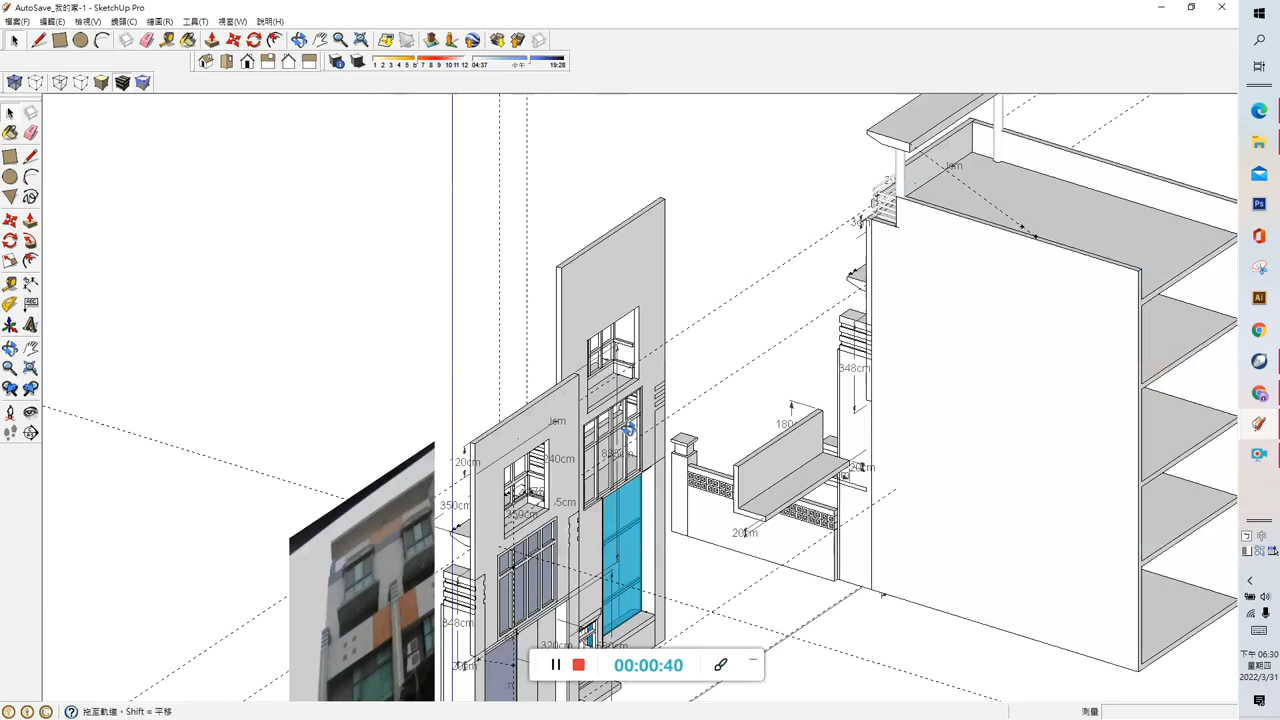 AutoSave_我的家-1 - SketchUp Pro
檔案(F) 編輯(E) 檢視(V) 鏡頭(C) 繪圖(R) 工具(T) 視窗(W) 說明(H)
1 2 3 4 5 6 7 8 9 10 11 12 04:37 中午 19:28
348cm
180
20cm
120cm
240cm
350cm
348cm
320cm
00:00:40
下午 06:30
星期四
2022/3/31
拖至軌道，Shift = 平移
測量